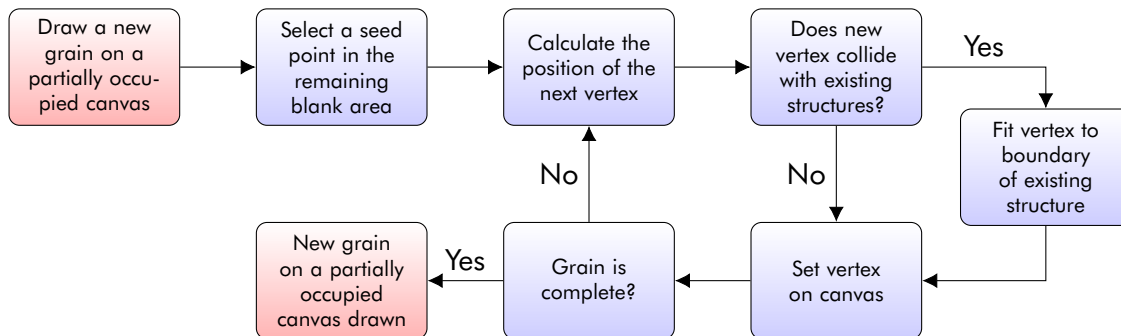 Draw a new
grain on a
partially occu-
pied canvas
Select a seed
point in the
remaining
blank area
Calculate the
position of the
next vertex
Does new
vertex collide
with existing
structures?
Yes
Fit vertex to
boundary
of existing
structure
No
No
New grain
on a partially
occupied
canvas drawn
Yes
Grain is
complete?
Set vertex
on canvas